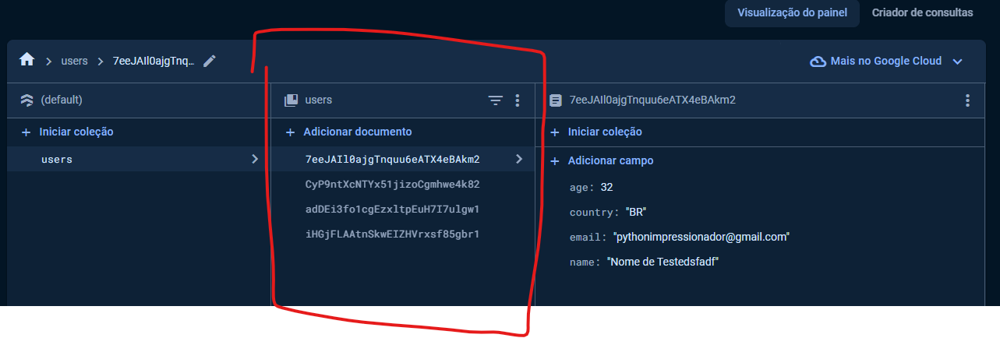 Visualização do painel Criador de consultas
users 7eeJAIl0ajgTnq… Mais no Google Cloud
(default) users 7eeJAIl0ajgTnquu6eATX4eBAkm2
Iniciar coleção Adicionar documento Iniciar coleção
users 7eeJAIl0ajgTnquu6eATX4eBAkm2 Adicionar campo
CyP9ntXcNTYx51jizoCgmhwe4k82 age: 32
adDEi3fo1cgEzxltpEuH7I7ulgw1 country: "BR"
iHGjFLAAtnSkwEIZHVrxsf85gbr1 email: "pythonimpressionador@gmail.com"
name: "Nome de Testedsfadf"